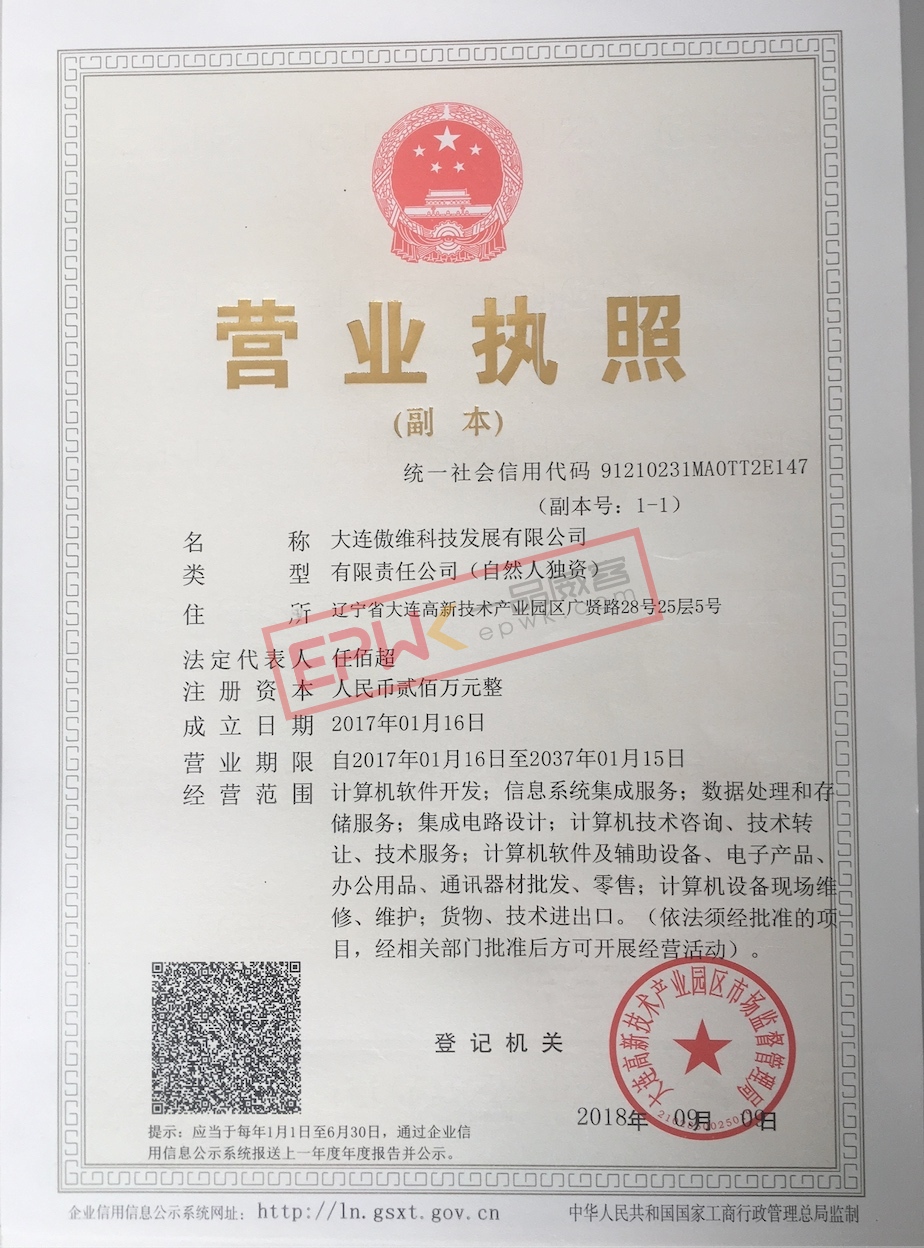 营业执照
(副 本)
统一社会信用代码 91210231MA0TT2E147
（副本号：1-1）
名称 大连傲维科技发展有限公司
类型 有限责任公司（自然人独资）
住所 辽宁省大连高新技术产业园区广贤路28号25层5号
法定代表人 任佰超
注册资本 人民币贰佰万元整
成立日期 2017年01月16日
营业期限 自2017年01月16日至2037年01月15日
经营范围 计算机软件开发；信息系统集成服务；数据处理和存
储服务；集成电路设计；计算机技术咨询、技术转
让、技术服务；计算机软件及辅助设备、电子产品、
办公用品、通讯器材批发、零售；计算机设备现场维
修、维护；货物、技术进出口。（依法须经批准的项
目，经相关部门批准后方可开展经营活动）。
EPWK 一品威客
epwk.com
登记机关
大连高新技术产业园区市场监督管理局
2018年 09月 09日
提示：应当于每年1月1日至6月30日，通过企业信
用信息公示系统报送上一年度年度报告并公示。
企业信用信息公示系统网址：http://ln.gsxt.gov.cn
中华人民共和国国家工商行政管理总局监制